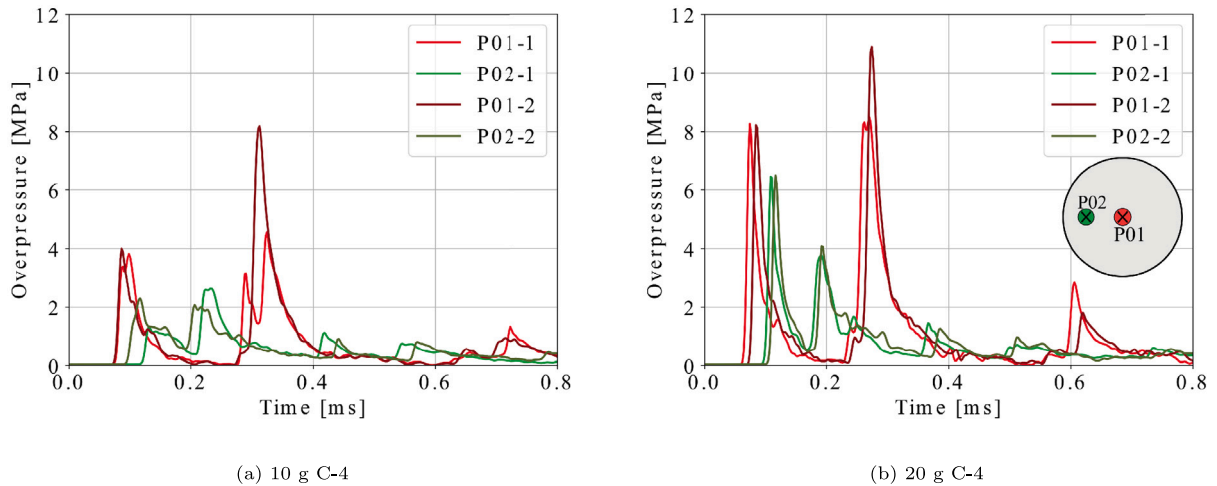 12
10
8
6
4
2
0
Overpressure [MPa]
P01-1
P02-1
P01-2
P02-2
0.0 0.2 0.4 0.6 0.8
Time [ms]
(a) 10 g C-4
12
10
8
6
4
2
0
Overpressure [MPa]
P01-1
P02-1
P01-2
P02-2
P02
P01
0.0 0.2 0.4 0.6 0.8
Time [ms]
(b) 20 g C-4